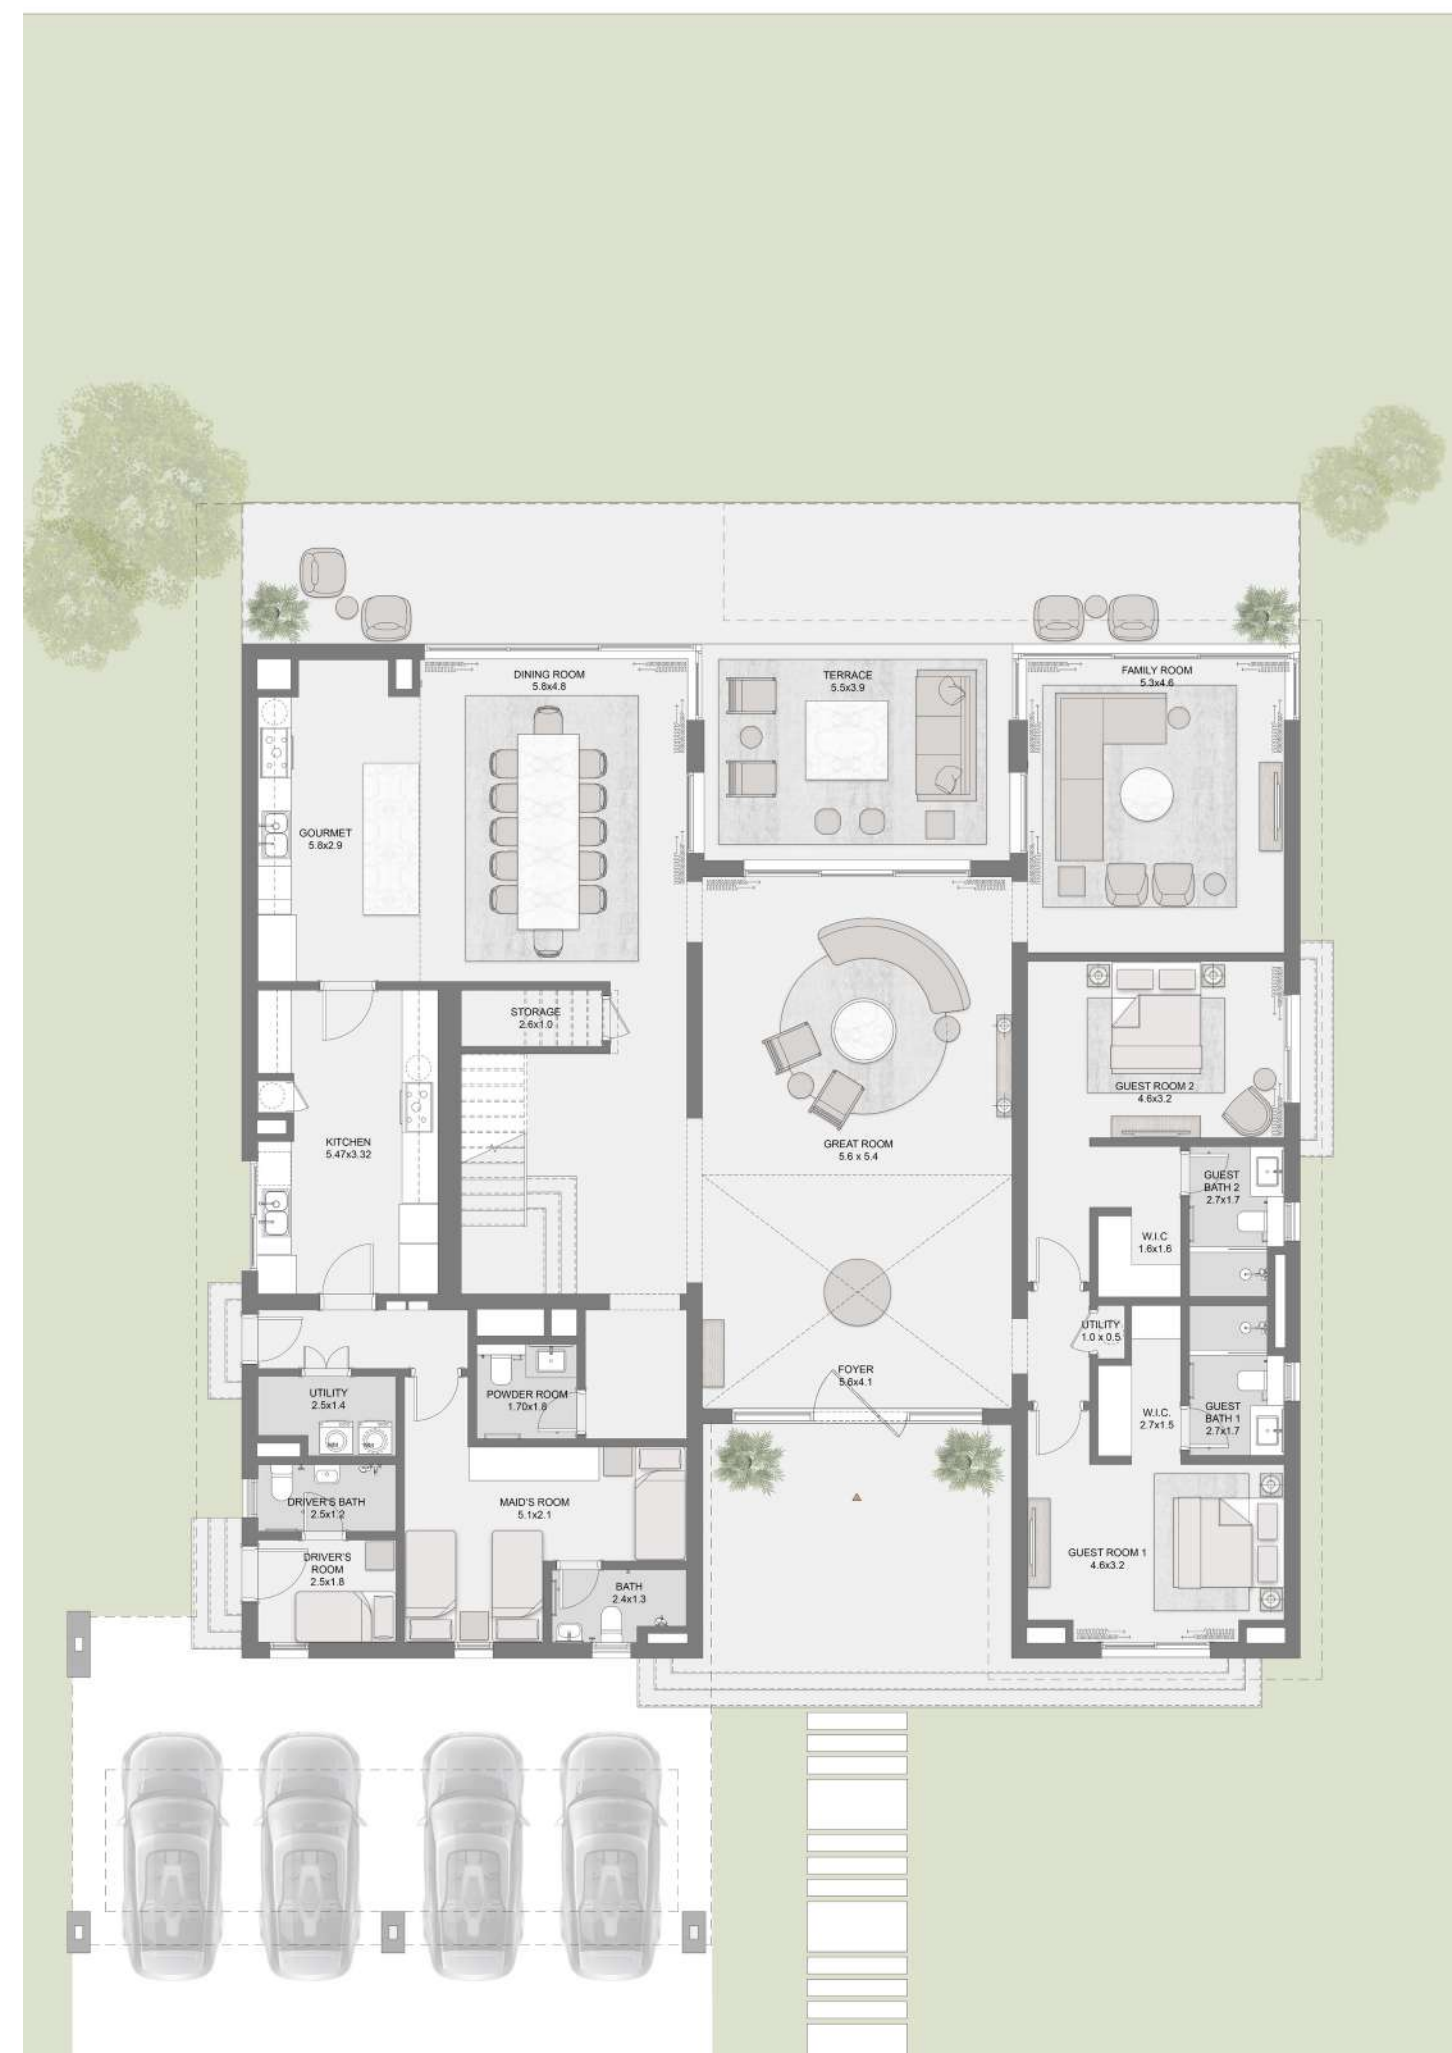 DINING ROOM
5.8x4.8
TERRACE
5.5x3.9
FAMILY ROOM
5.3x4.6
GOURMET
5.8x2.9
STORAGE
2.6x1.0
GUEST ROOM 2
4.6x3.2
KITCHEN
5.47x3.32
GREAT ROOM
5.6 x 5.4
GUEST
BATH 2
2.7x1.7
W.I.C
1.6x1.6
UTILITY
1.0 x 0.5
FOYER
5.6x4.1
UTILITY
2.5x1.4
POWDER ROOM
1.70x1.8
W.I.C.
2.7x1.5
GUEST
BATH 1
2.7x1.7
DRIVER'S BATH
2.5x1.2
MAID'S ROOM
5.1x2.1
DRIVER'S
ROOM
2.5x1.8
GUEST ROOM 1
4.6x3.2
BATH
2.4x1.3